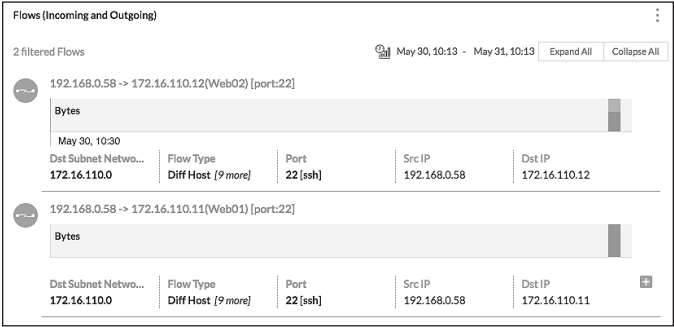 Flows (Incoming and Outgoing)
2 filtered Flows
May 30, 10:13 - May 31, 10:13
Expand All
Collapse All
192.168.0.58 -> 172.16.110.12(Web02) [port:22]
Bytes
May 30, 10:30
Dst Subnet Netwo... Flow Type Port Src IP Dst IP
172.16.110.0 Diff Host [9 more] 22 [ssh] 192.168.0.58 172.16.110.12
192.168.0.58 -> 172.16.110.11(Web01) [port:22]
Bytes
Dst Subnet Netwo... Flow Type Port Src IP Dst IP
172.16.110.0 Diff Host [9 more] 22 [ssh] 192.168.0.58 172.16.110.11